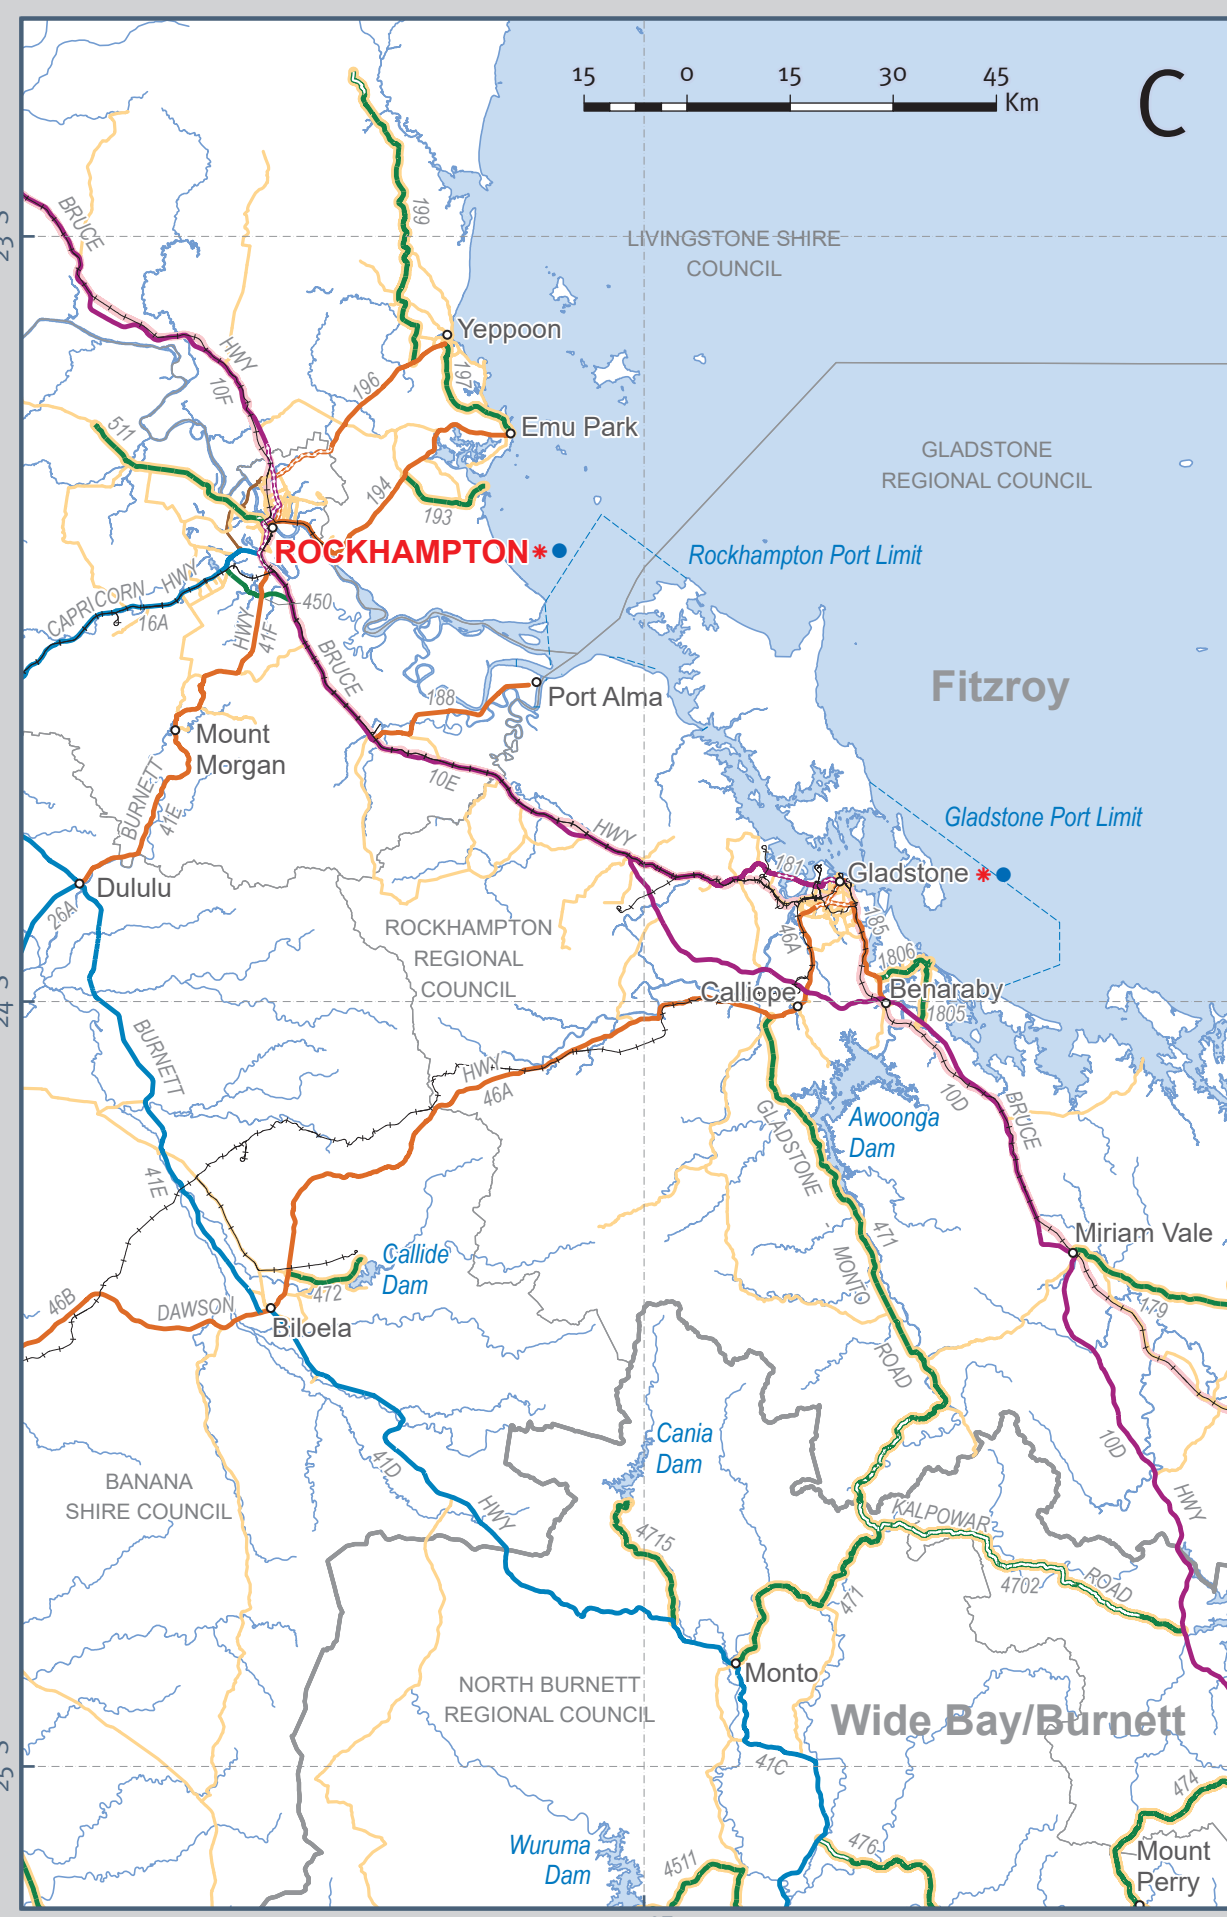 15 0 15 30 45
Km
C
BRUCE
23 S
199
LIVINGSTONE SHIRE
COUNCIL
Yeppoon
HWY
10F
196
197
511
Emu Park
GLADSTONE
REGIONAL COUNCIL
194
193
ROCKHAMPTON
Rockhampton Port Limit
CAPRICORN HWY
16A
450
HWY
41F
BRUCE
188
Port Alma
Fitzroy
Mount
Morgan
BURNETT
41E
10E
HWY
Gladstone Port Limit
181
Gladstone
Dululu
26A
ROCKHAMPTON
REGIONAL
COUNCIL
46A
185
1806
Calliope
Benaraby
1805
24 S
BURNETT
HWY
46A
10D
BRUCE
GLADSTONE
Awoonga
Dam
41E
471
MONTO
Miriam Vale
Callide
Dam
472
46B
DAWSON
Biloela
179
ROAD
Cania
Dam
10D
41D
BANANA
SHIRE COUNCIL
HWY
HWY
KALPOWAR
4715
4702
ROAD
471
Monto
NORTH BURNETT
REGIONAL COUNCIL
Wide Bay/Burnett
41C
25 S
474
Wuruma
Dam
4511
476
Mount
Perry